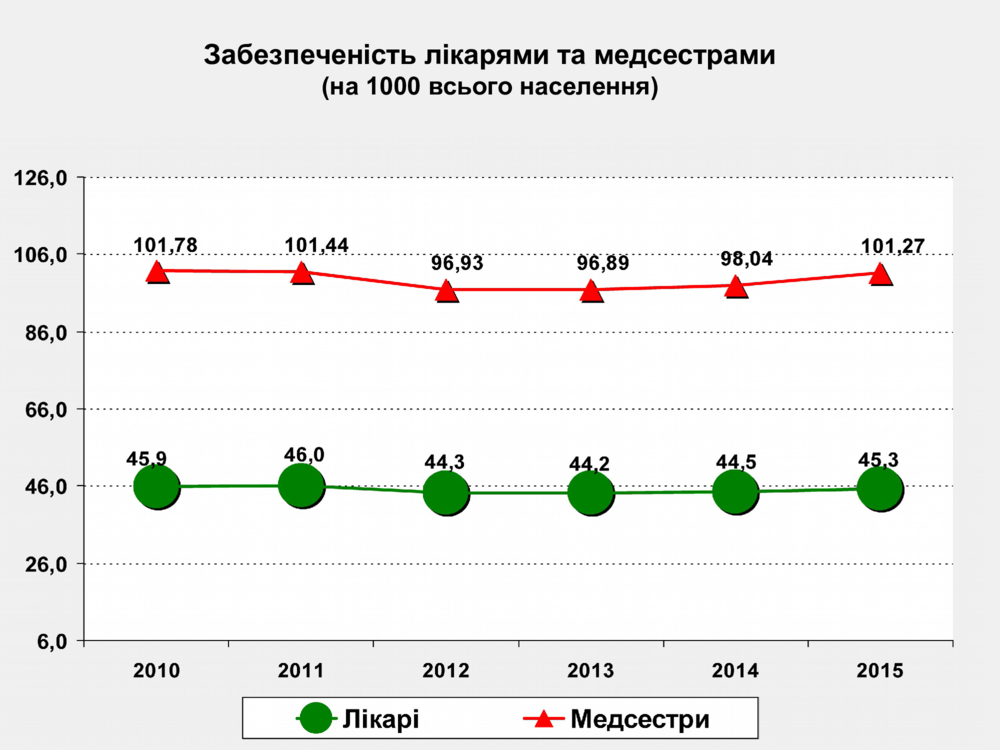 Забезпеченість лікарями та медсестрами
(на 1000 всього населення)
126,0
106,0
86,0
66,0
46,0
26,0
6,0
101,78 101,44 96,93 96,89 98,04 101,27
45,9 46,0 44,3 44,2 44,5 45,3
2010 2011 2012 2013 2014 2015
Лікарі Медсестри